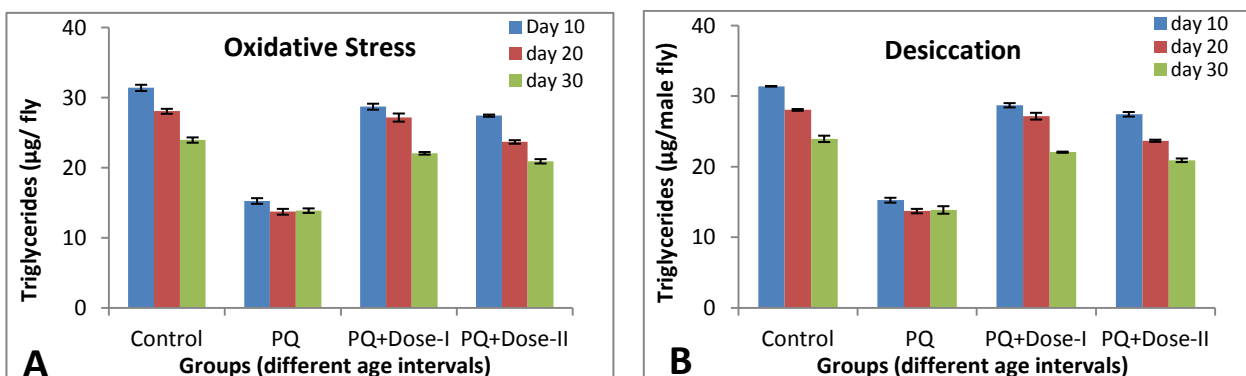 Oxidative Stress
Day 10
day 20
day 30
Triglycerides (µg/ fly
40
30
20
10
0
Control PQ PQ+Dose-I PQ+Dose-II
Groups (different age intervals)
A
Desiccation
day 10
day 20
day 30
Triglycerides (µg/male fly)
40
30
20
10
0
Control PQ PQ+Dose-I PQ+Dose-II
Groups (different age intervals)
B